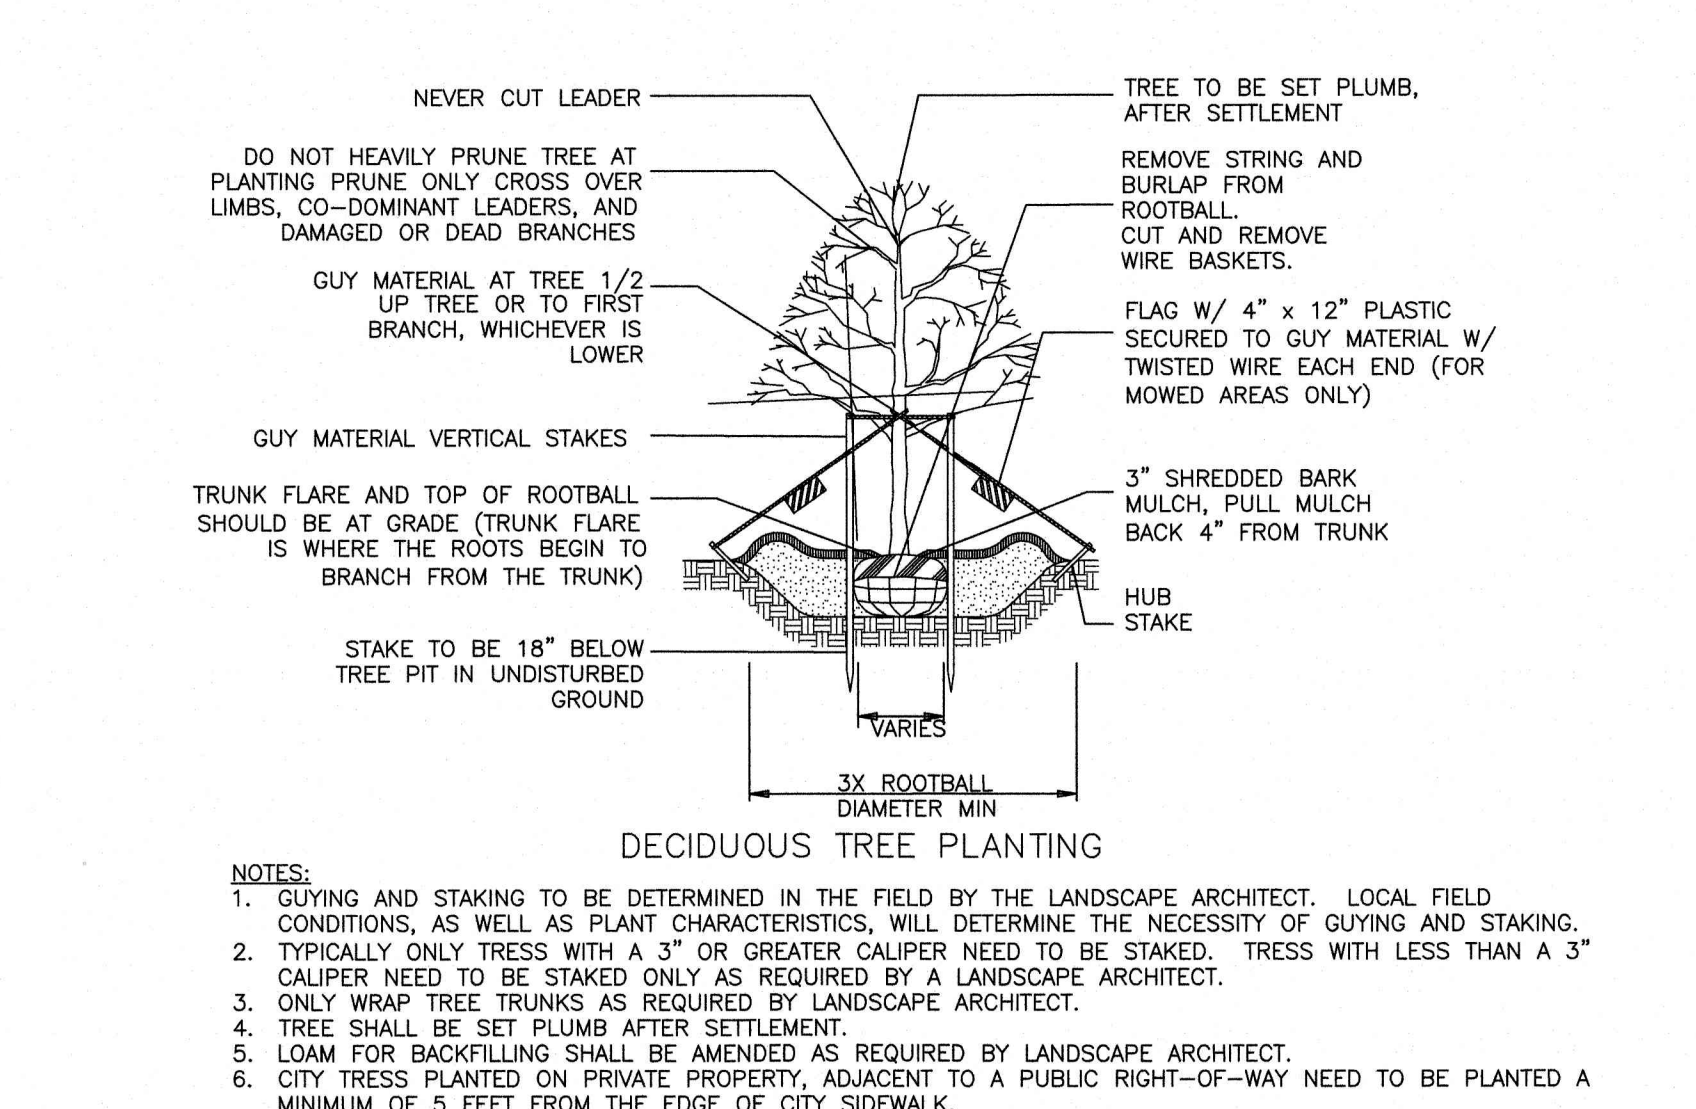 NEVER CUT LEADER
DO NOT HEAVILY PRUNE TREE AT
PLANTING PRUNE ONLY CROSS OVER
LIMBS, CO-DOMINANT LEADERS, AND
DAMAGED OR DEAD BRANCHES
GUY MATERIAL AT TREE 1/2
UP TREE OR TO FIRST
BRANCH, WHICHEVER IS
LOWER
GUY MATERIAL VERTICAL STAKES
TRUNK FLARE AND TOP OF ROOTBALL
SHOULD BE AT GRADE (TRUNK FLARE
IS WHERE THE ROOTS BEGIN TO
BRANCH FROM THE TRUNK)
STAKE TO BE 18" BELOW
TREE PIT IN UNDISTURBED
GROUND
TREE TO BE SET PLUMB,
AFTER SETTLEMENT
REMOVE STRING AND
BURLAP FROM
ROOTBALL.
CUT AND REMOVE
WIRE BASKETS.
FLAG W/ 4" x 12" PLASTIC
SECURED TO GUY MATERIAL W/
TWISTED WIRE EACH END (FOR
MOWED AREAS ONLY)
3" SHREDDED BARK
MULCH, PULL MULCH
BACK 4" FROM TRUNK
HUB
STAKE
VARIES
3X ROOTBALL
DIAMETER MIN
DECIDUOUS TREE PLANTING
NOTES:
1. GUYING AND STAKING TO BE DETERMINED IN THE FIELD BY THE LANDSCAPE ARCHITECT. LOCAL FIELD
CONDITIONS, AS WELL AS PLANT CHARACTERISTICS, WILL DETERMINE THE NECESSITY OF GUYING AND STAKING.
2. TYPICALLY ONLY TRESS WITH A 3" OR GREATER CALIPER NEED TO BE STAKED. TRESS WITH LESS THAN A 3"
CALIPER NEED TO BE STAKED ONLY AS REQUIRED BY A LANDSCAPE ARCHITECT.
3. ONLY WRAP TREE TRUNKS AS REQUIRED BY LANDSCAPE ARCHITECT.
4. TREE SHALL BE SET PLUMB AFTER SETTLEMENT.
5. LOAM FOR BACKFILLING SHALL BE AMENDED AS REQUIRED BY LANDSCAPE ARCHITECT.
6. CITY TRESS PLANTED ON PRIVATE PROPERTY, ADJACENT TO A PUBLIC RIGHT-OF-WAY NEED TO BE PLANTED A
MINIMUM OF 5 FEET FROM THE EDGE OF CITY SIDEWALK.